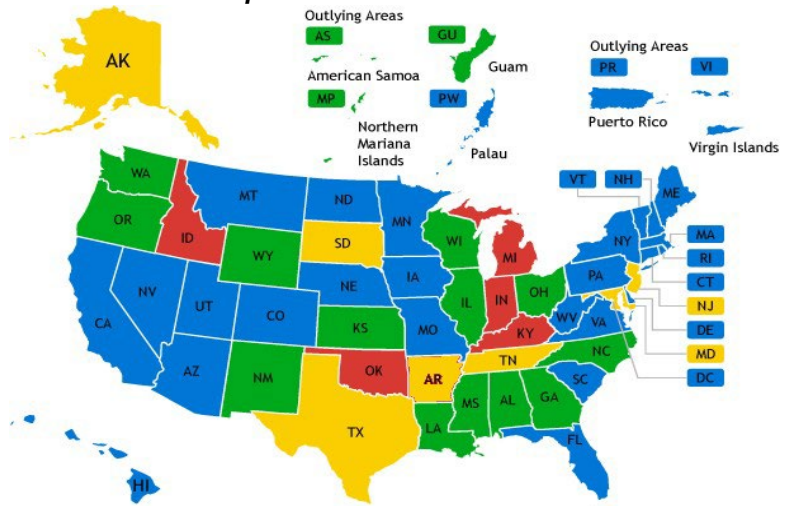 Outlying Areas
AS
GU
American Samoa
Guam
MP
PW
Northern
Mariana
Islands
Palau
Outlying Areas
PR
VI
Puerto Rico
Virgin Islands
AK
VT
NH
ME
WA
MT
ND
MN
OR
ID
SD
WI
MI
NY
MA
RI
CT
NJ
DE
MD
DC
WY
NE
IA
PA
IL
IN
OH
NV
UT
CO
KS
MO
KY
WV
VA
CA
AZ
NM
OK
AR
TN
NC
SC
MS
AL
GA
TX
LA
FL
HI